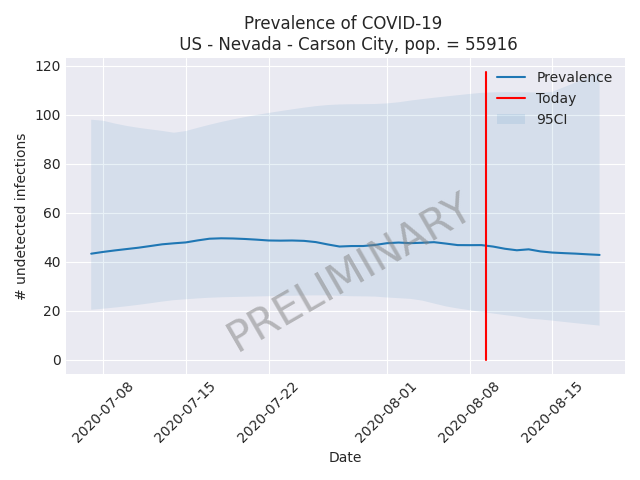 Prevalence of COVID-19
US - Nevada - Carson City, pop. = 55916
120
100
80
60
40
20
0
# undetected infections
Prevalence
Today
95CI
PRELIMINARY
2020-07-08
2020-07-15
2020-07-22
2020-08-01
2020-08-08
2020-08-15
Date